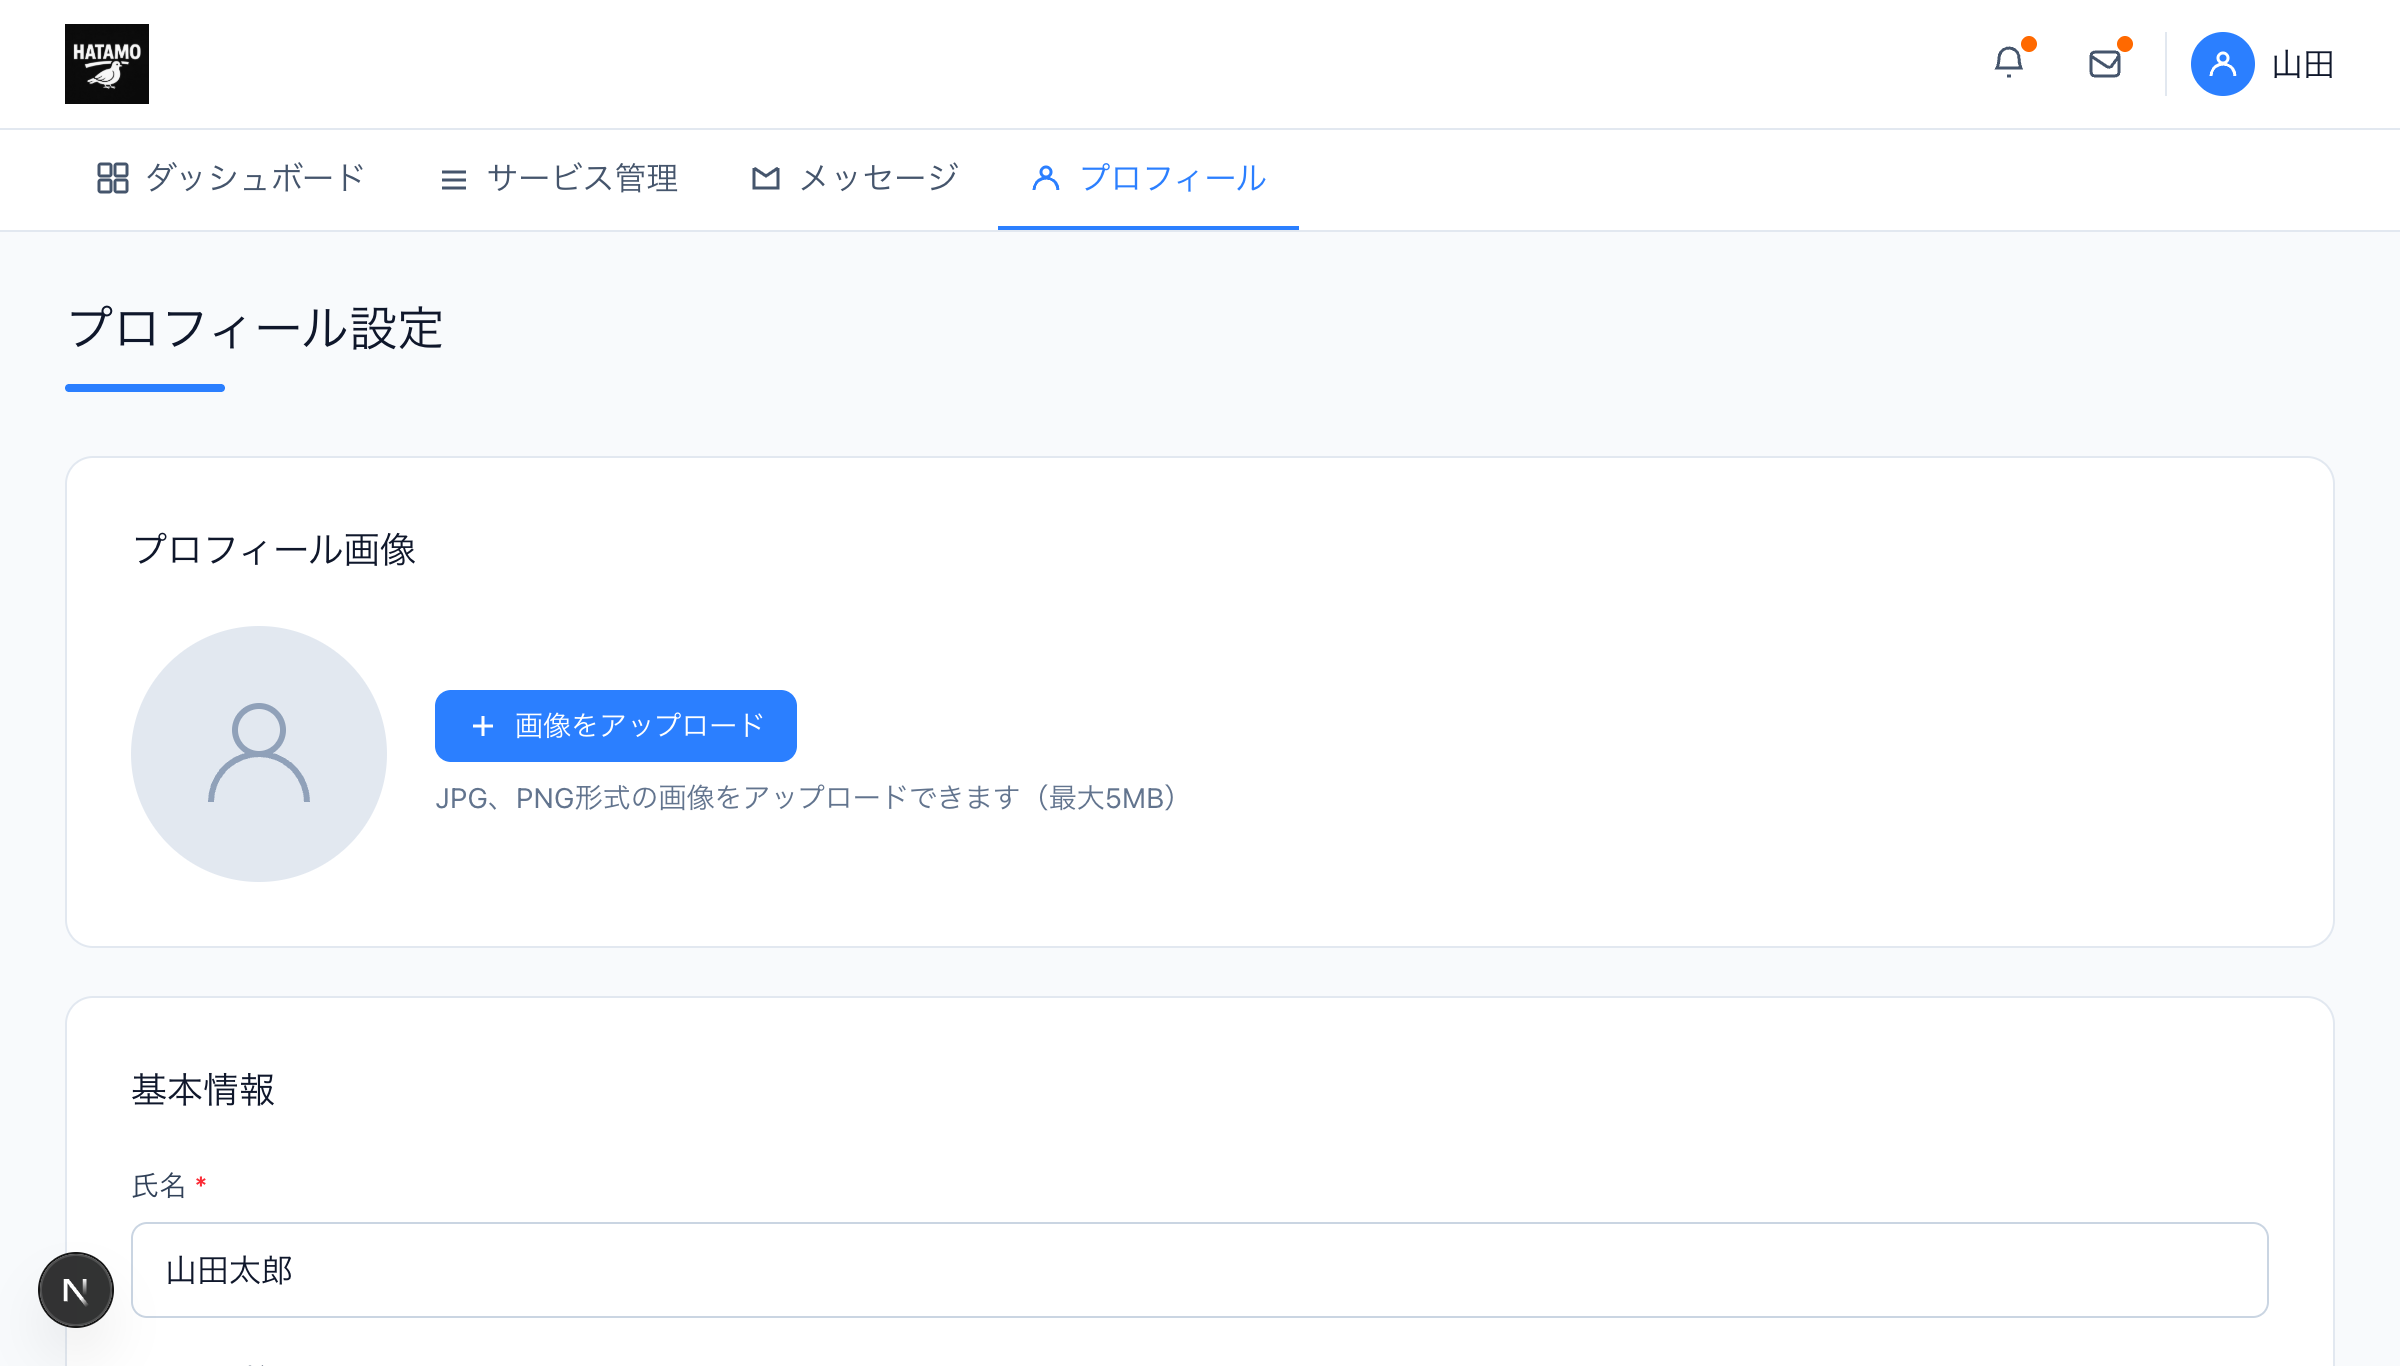 HATAMO
山田
ダッシュボード
サービス管理
メッセージ
プロフィール
プロフィール設定
プロフィール画像
+ 画像をアップロード
JPG、PNG形式の画像をアップロードできます（最大5MB）
基本情報
氏名 *
山田太郎
N